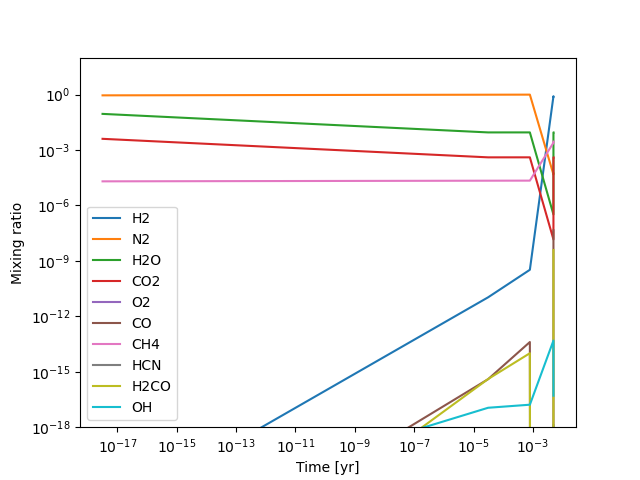 10^0
10^-3
10^-6
10^-9
10^-12
10^-15
10^-18
Mixing ratio
H2
N2
H2O
CO2
O2
CO
CH4
HCN
H2CO
OH
10^-17 10^-15 10^-13 10^-11 10^-9 10^-7 10^-5 10^-3
Time [yr]